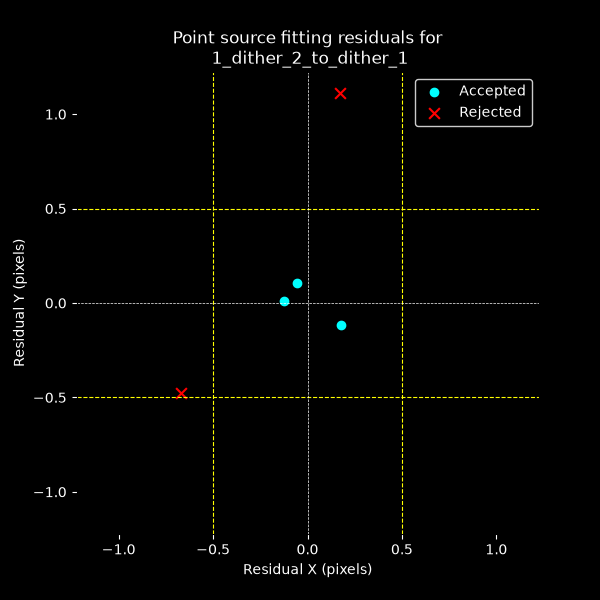 Point source fitting residuals for
1_dither_2_to_dither_1
Accepted
Rejected
1.0
0.5
0.0
−0.5
−1.0
Residual Y (pixels)
−1.0
−0.5
0.0
0.5
1.0
Residual X (pixels)